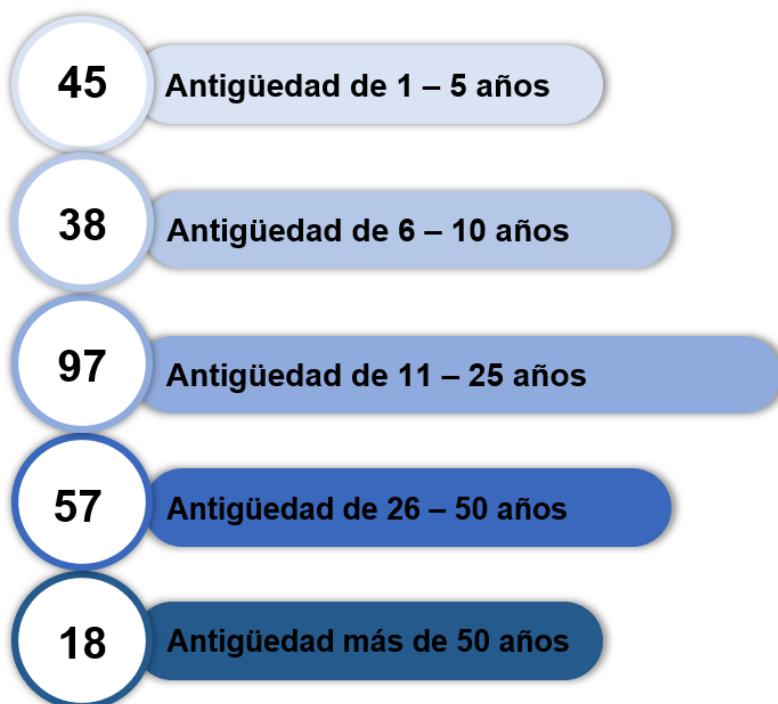 45 Antigüedad de 1 – 5 años
38 Antigüedad de 6 – 10 años
97 Antigüedad de 11 – 25 años
57 Antigüedad de 26 – 50 años
18 Antigüedad más de 50 años